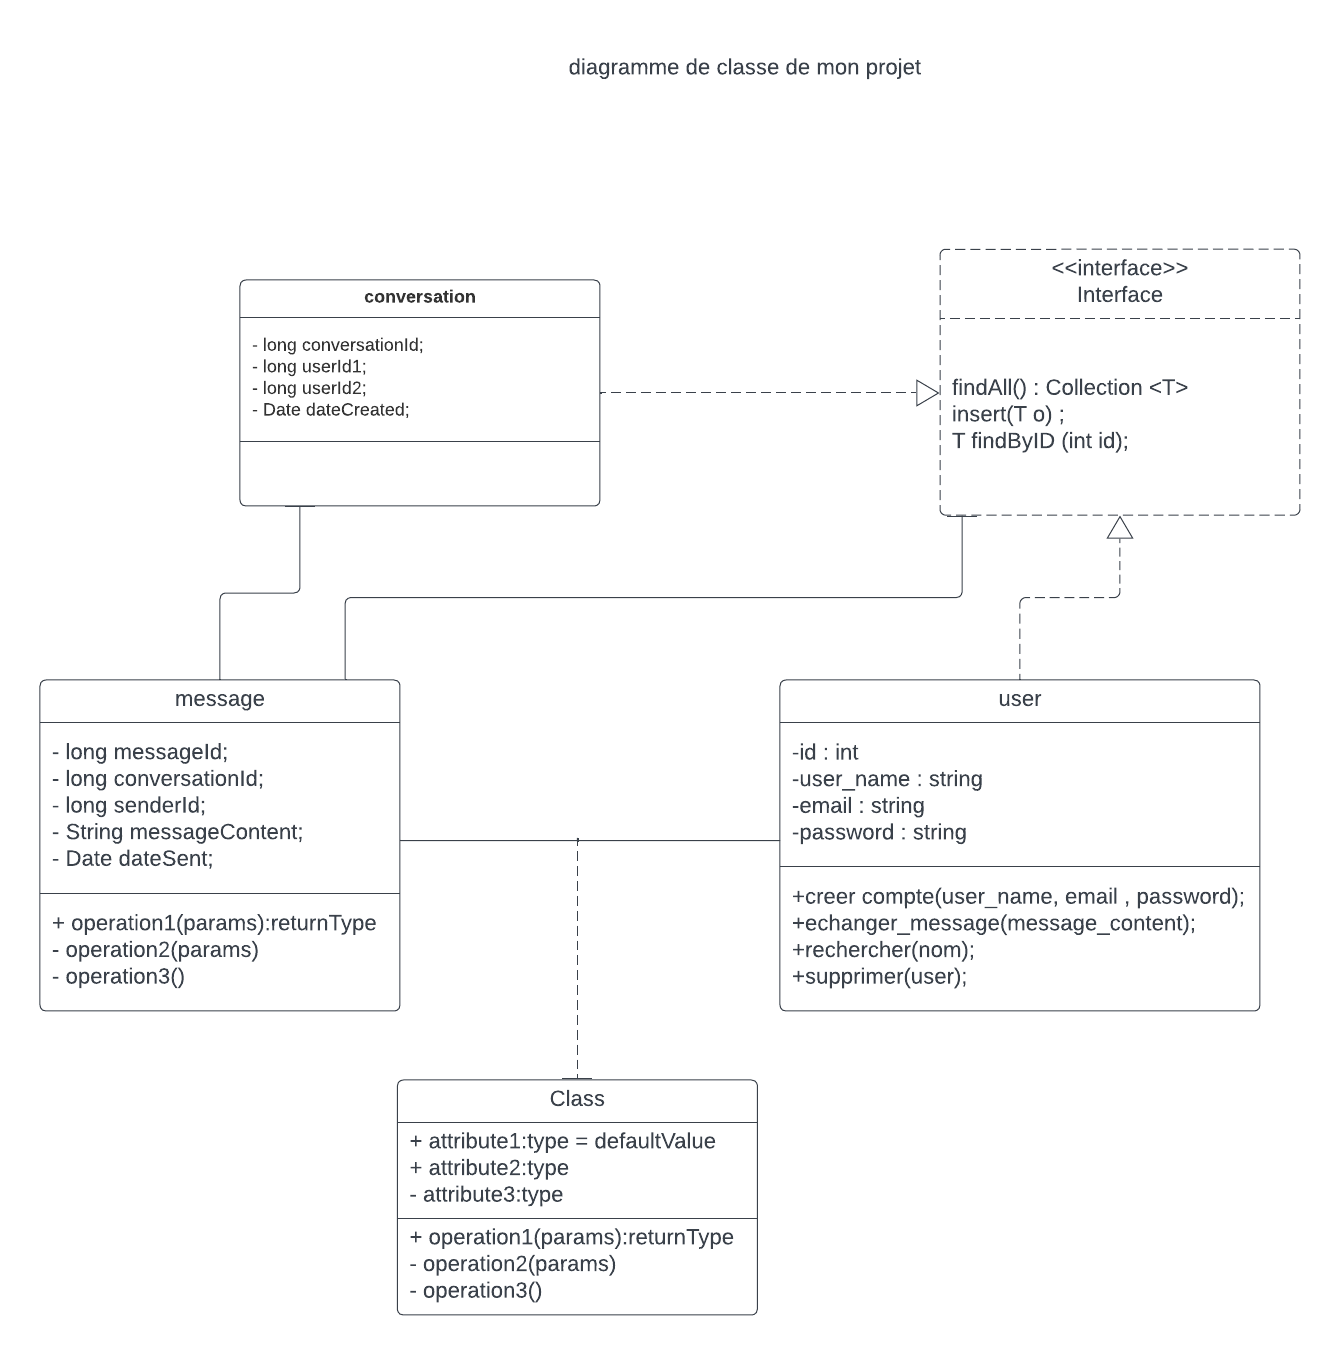 diagramme de classe de mon projet
conversation
- long conversationId;
- long userId1;
- long userId2;
- Date dateCreated;
<<interface>>
Interface
findAll() : Collection <T>
insert(T o) ;
T findByID (int id);
message
- long messageId;
- long conversationId;
- long senderId;
- String messageContent;
- Date dateSent;
+ operation1(params):returnType
- operation2(params)
- operation3()
user
-id : int
-user_name : string
-email : string
-password : string
+creer compte(user_name, email , password);
+echanger_message(message_content);
+rechercher(nom);
+supprimer(user);
Class
+ attribute1:type = defaultValue
+ attribute2:type
- attribute3:type
+ operation1(params):returnType
- operation2(params)
- operation3()